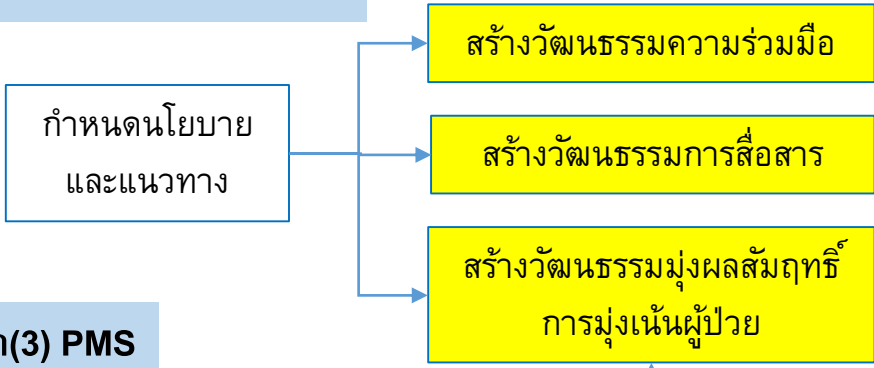 สร้างวัฒนธรรมความร่วมมือ
กำหนดนโยบาย
และแนวทาง
สร้างวัฒนธรรมการสื่อสาร
สร้างวัฒนธรรมมุ่งผลสัมฤทธิ์
การมุ่งเน้นผู้ป่วย
(3) PMS